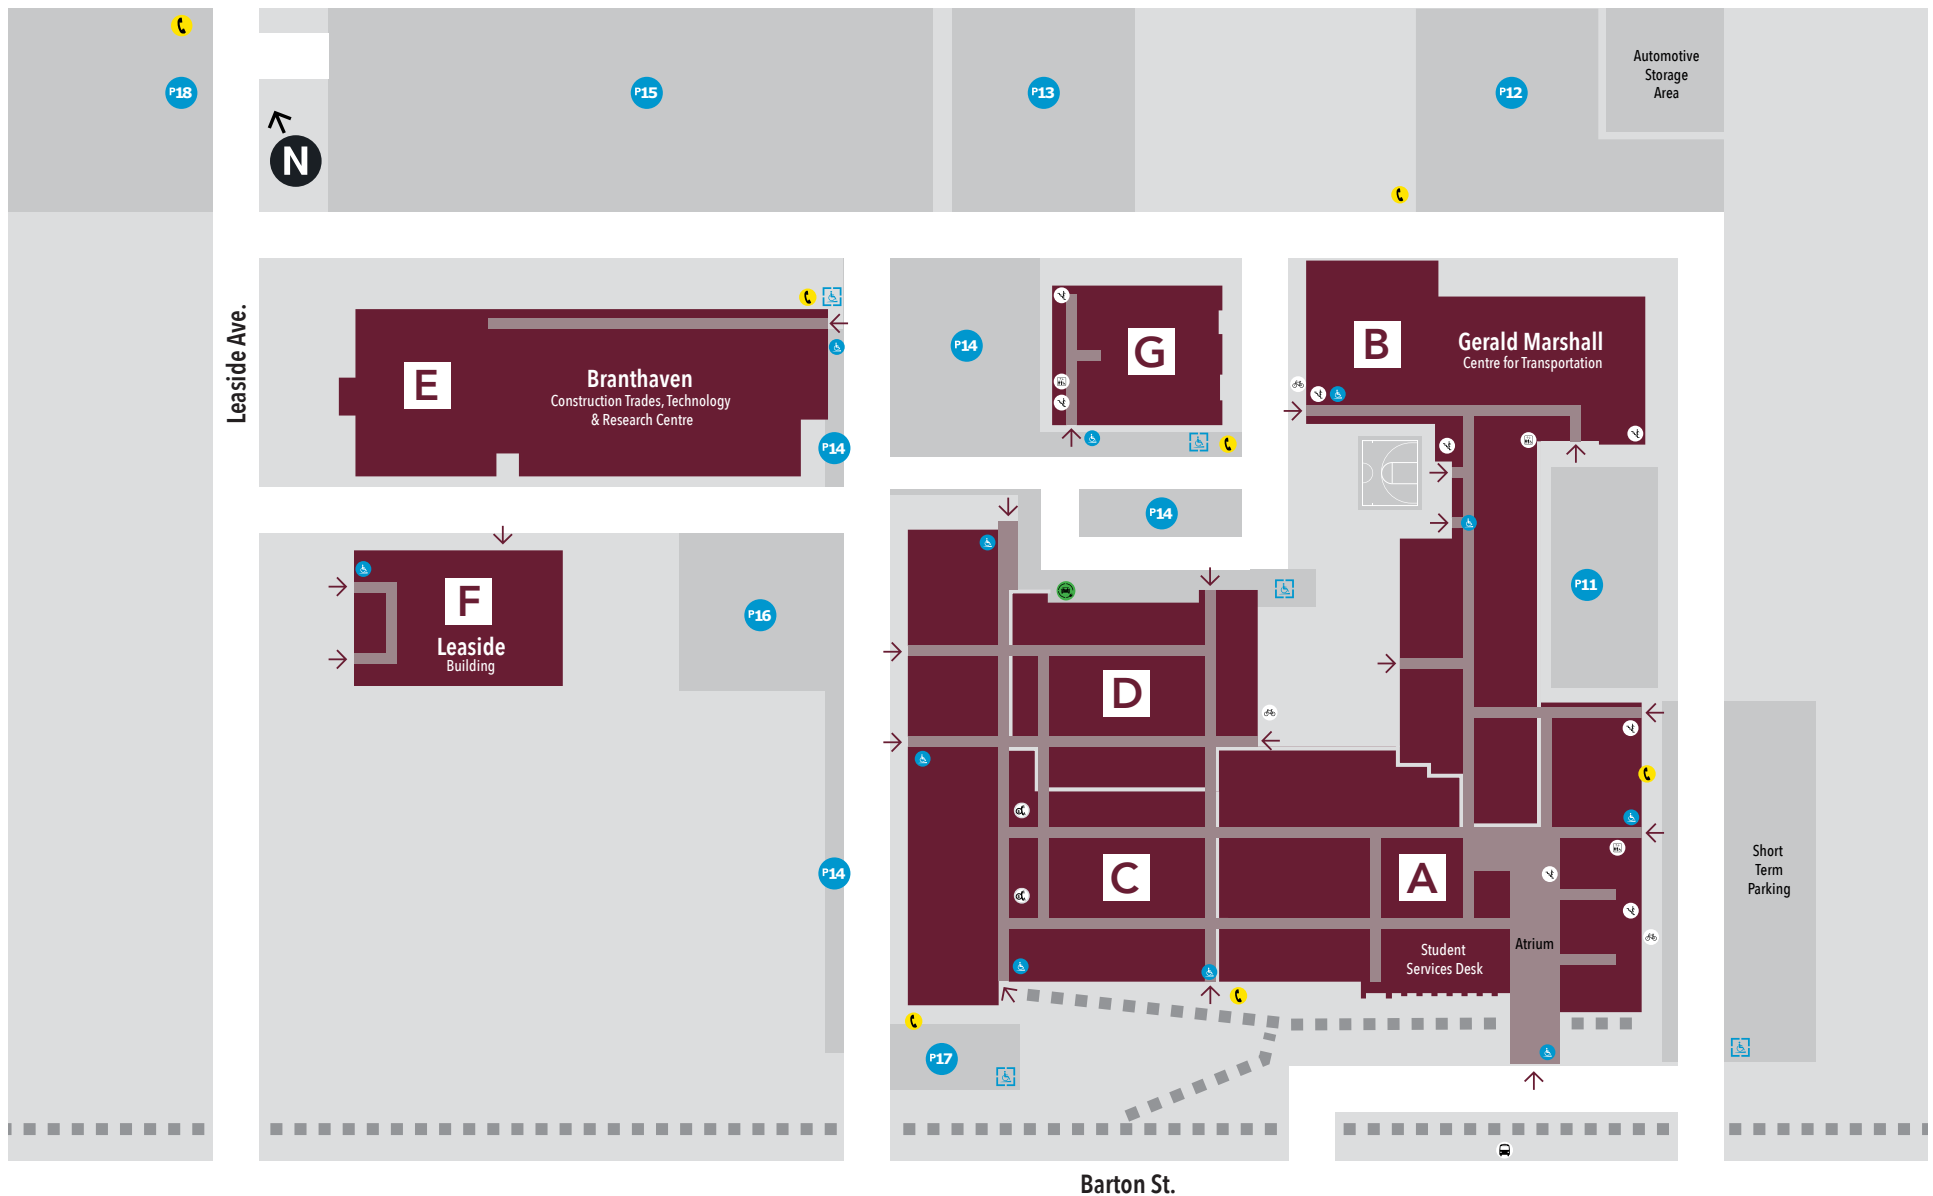 P18
P15
P13
P12
Automotive
Storage
Area
N
Leaside Ave.
E
Branthaven
Construction Trades, Technology
& Research Centre
P14
P14
G
B
Gerald Marshall
Centre for Transportation
P14
F
Leaside
Building
P16
P11
D
P14
C
A
Student
Services Desk
Atrium
Short
Term
Parking
P17
Barton St.